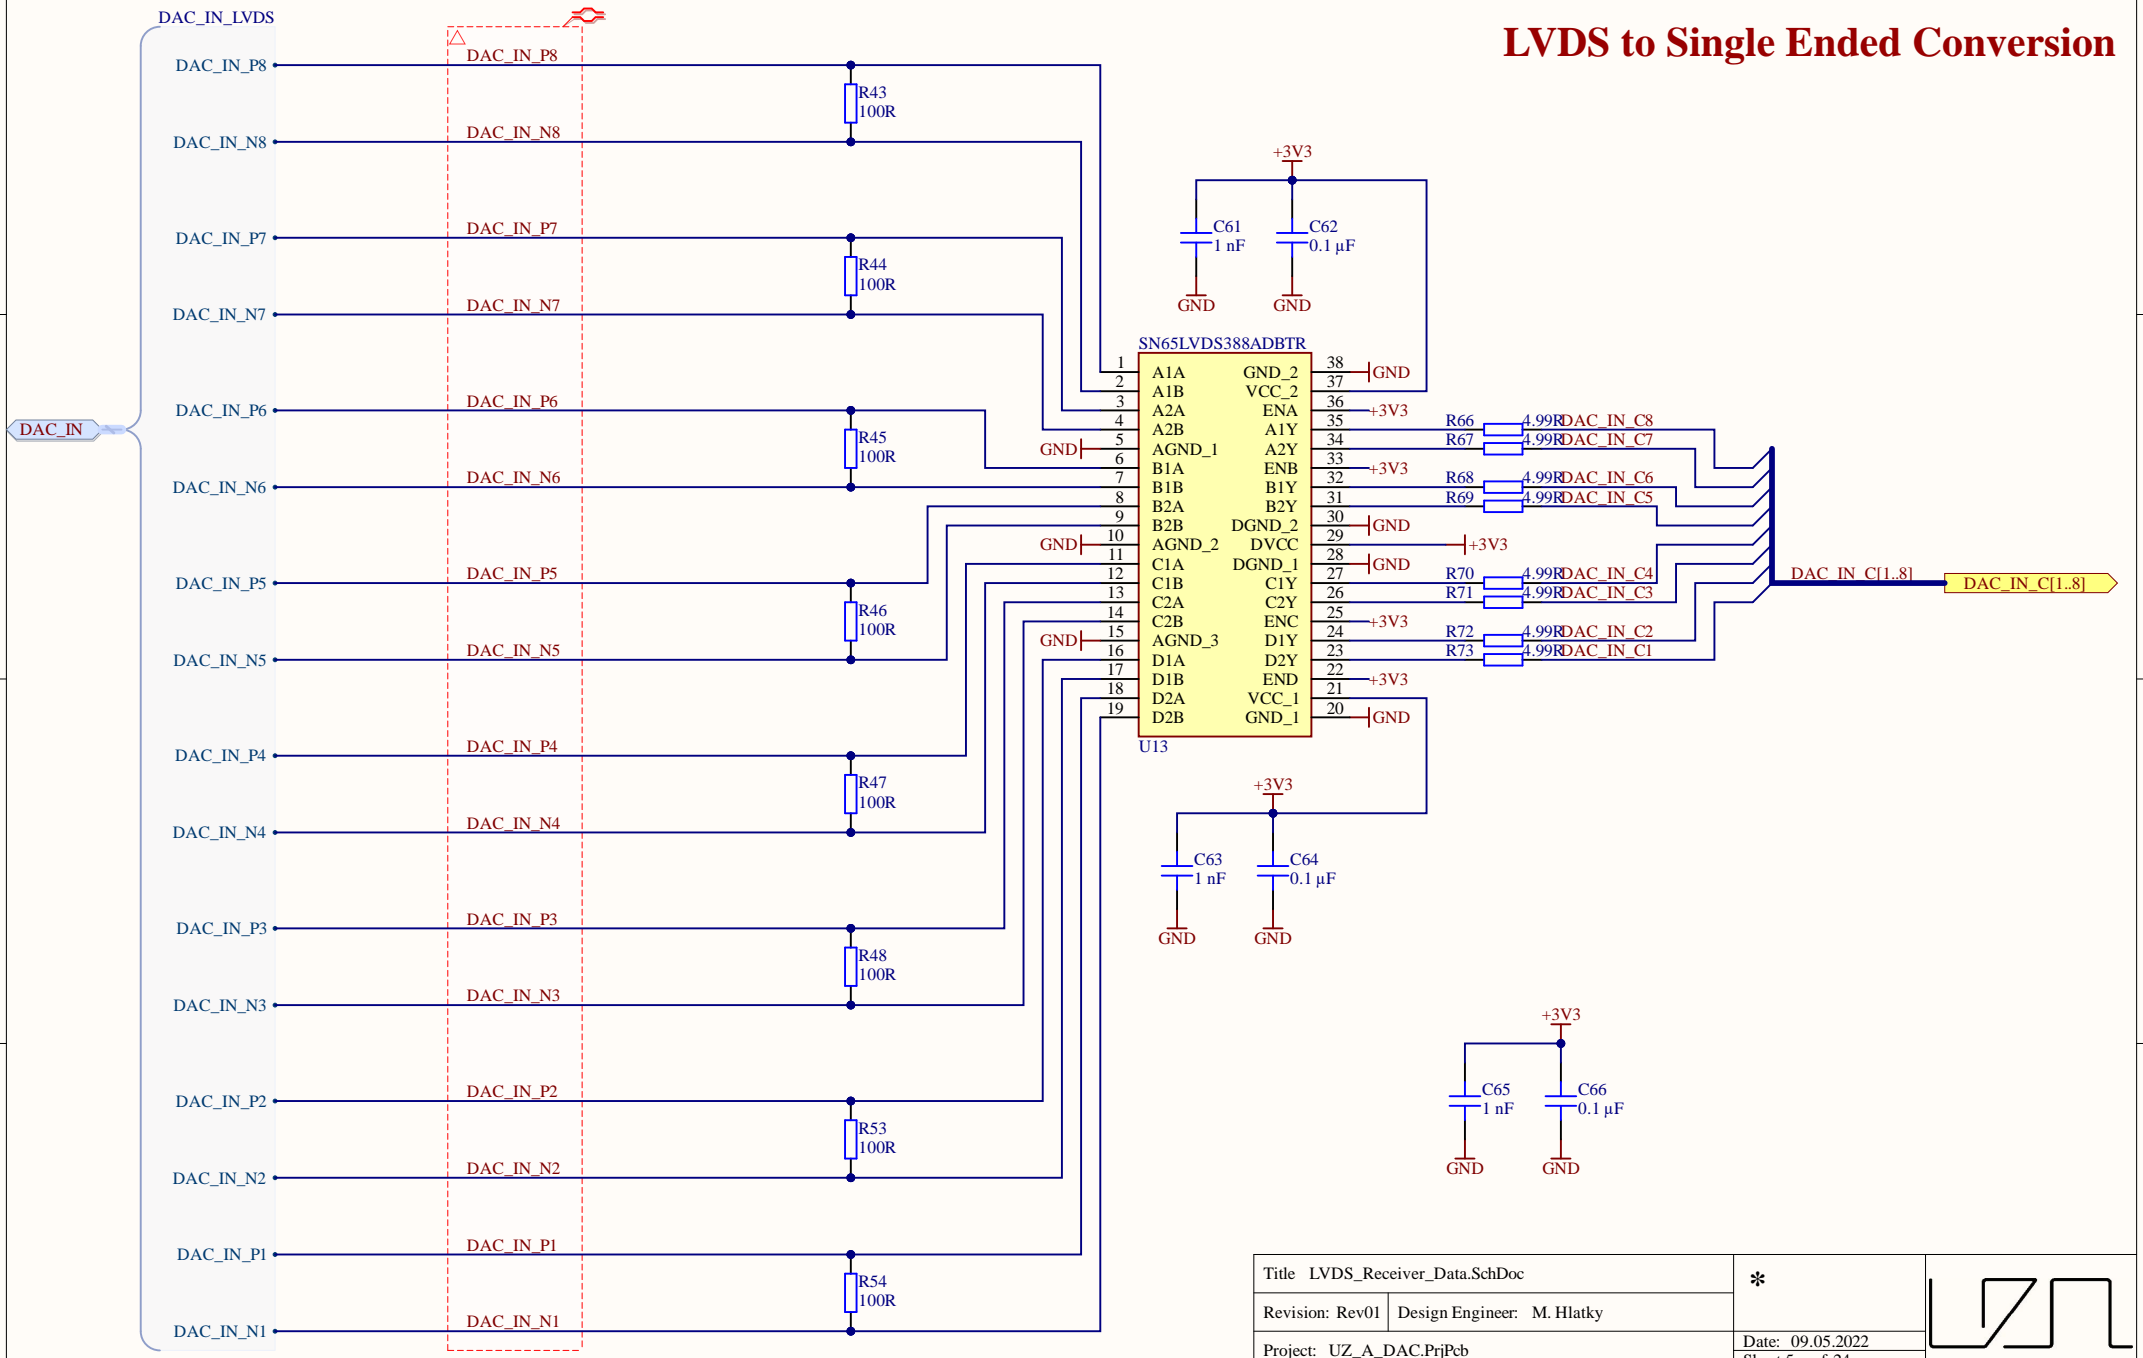 LVDS to Single Ended Conversion
DAC_IN_LVDS
DAC_IN
DAC_IN_P8
DAC_IN_P8
R43
100R
DAC_IN_N8
DAC_IN_N8
DAC_IN_P7
DAC_IN_P7
R44
100R
DAC_IN_N7
DAC_IN_N7
DAC_IN_P6
DAC_IN_P6
R45
100R
DAC_IN_N6
DAC_IN_N6
DAC_IN_P5
DAC_IN_P5
R46
100R
DAC_IN_N5
DAC_IN_N5
DAC_IN_P4
DAC_IN_P4
R47
100R
DAC_IN_N4
DAC_IN_N4
DAC_IN_P3
DAC_IN_P3
R48
100R
DAC_IN_N3
DAC_IN_N3
DAC_IN_P2
DAC_IN_P2
R53
100R
DAC_IN_N2
DAC_IN_N2
DAC_IN_P1
DAC_IN_P1
R54
100R
DAC_IN_N1
DAC_IN_N1
+3V3
C61
1 nF
C62
0.1 µF
GND
GND
SN65LVDS388ADBTR
1 A1A GND_2 38 GND
2 A1B VCC_2 37
3 A2A ENA 36 +3V3
4 A2B A1Y 35 R66 4.99R DAC_IN_C8
GND 5 AGND_1 A2Y 34 R67 4.99R DAC_IN_C7
6 B1A ENB 33 +3V3
7 B1B B1Y 32 R68 4.99R DAC_IN_C6
8 B2A B2Y 31 R69 4.99R DAC_IN_C5
9 B2B DGND_2 30 GND
GND 10 AGND_2 DVCC 29 +3V3
11 C1A DGND_1 28 GND
12 C1B C1Y 27 R70 4.99R DAC_IN_C4
13 C2A C2Y 26 R71 4.99R DAC_IN_C3
14 C2B ENC 25 +3V3
GND 15 AGND_3 D1Y 24 R72 4.99R DAC_IN_C2
16 D1A D2Y 23 R73 4.99R DAC_IN_C1
17 D1B END 22 +3V3
18 D2A VCC_1 21
19 D2B GND_1 20 GND
U13
DAC_IN_C[1..8]
DAC_IN_C[1..8]
+3V3
C63
1 nF
C64
0.1 µF
GND
GND
+3V3
C65
1 nF
C66
0.1 µF
GND
GND
Title LVDS_Receiver_Data.SchDoc
*
Revision: Rev01 Design Engineer: M. Hlatky
Project: UZ_A_DAC.PrjPcb
Date: 09.05.2022